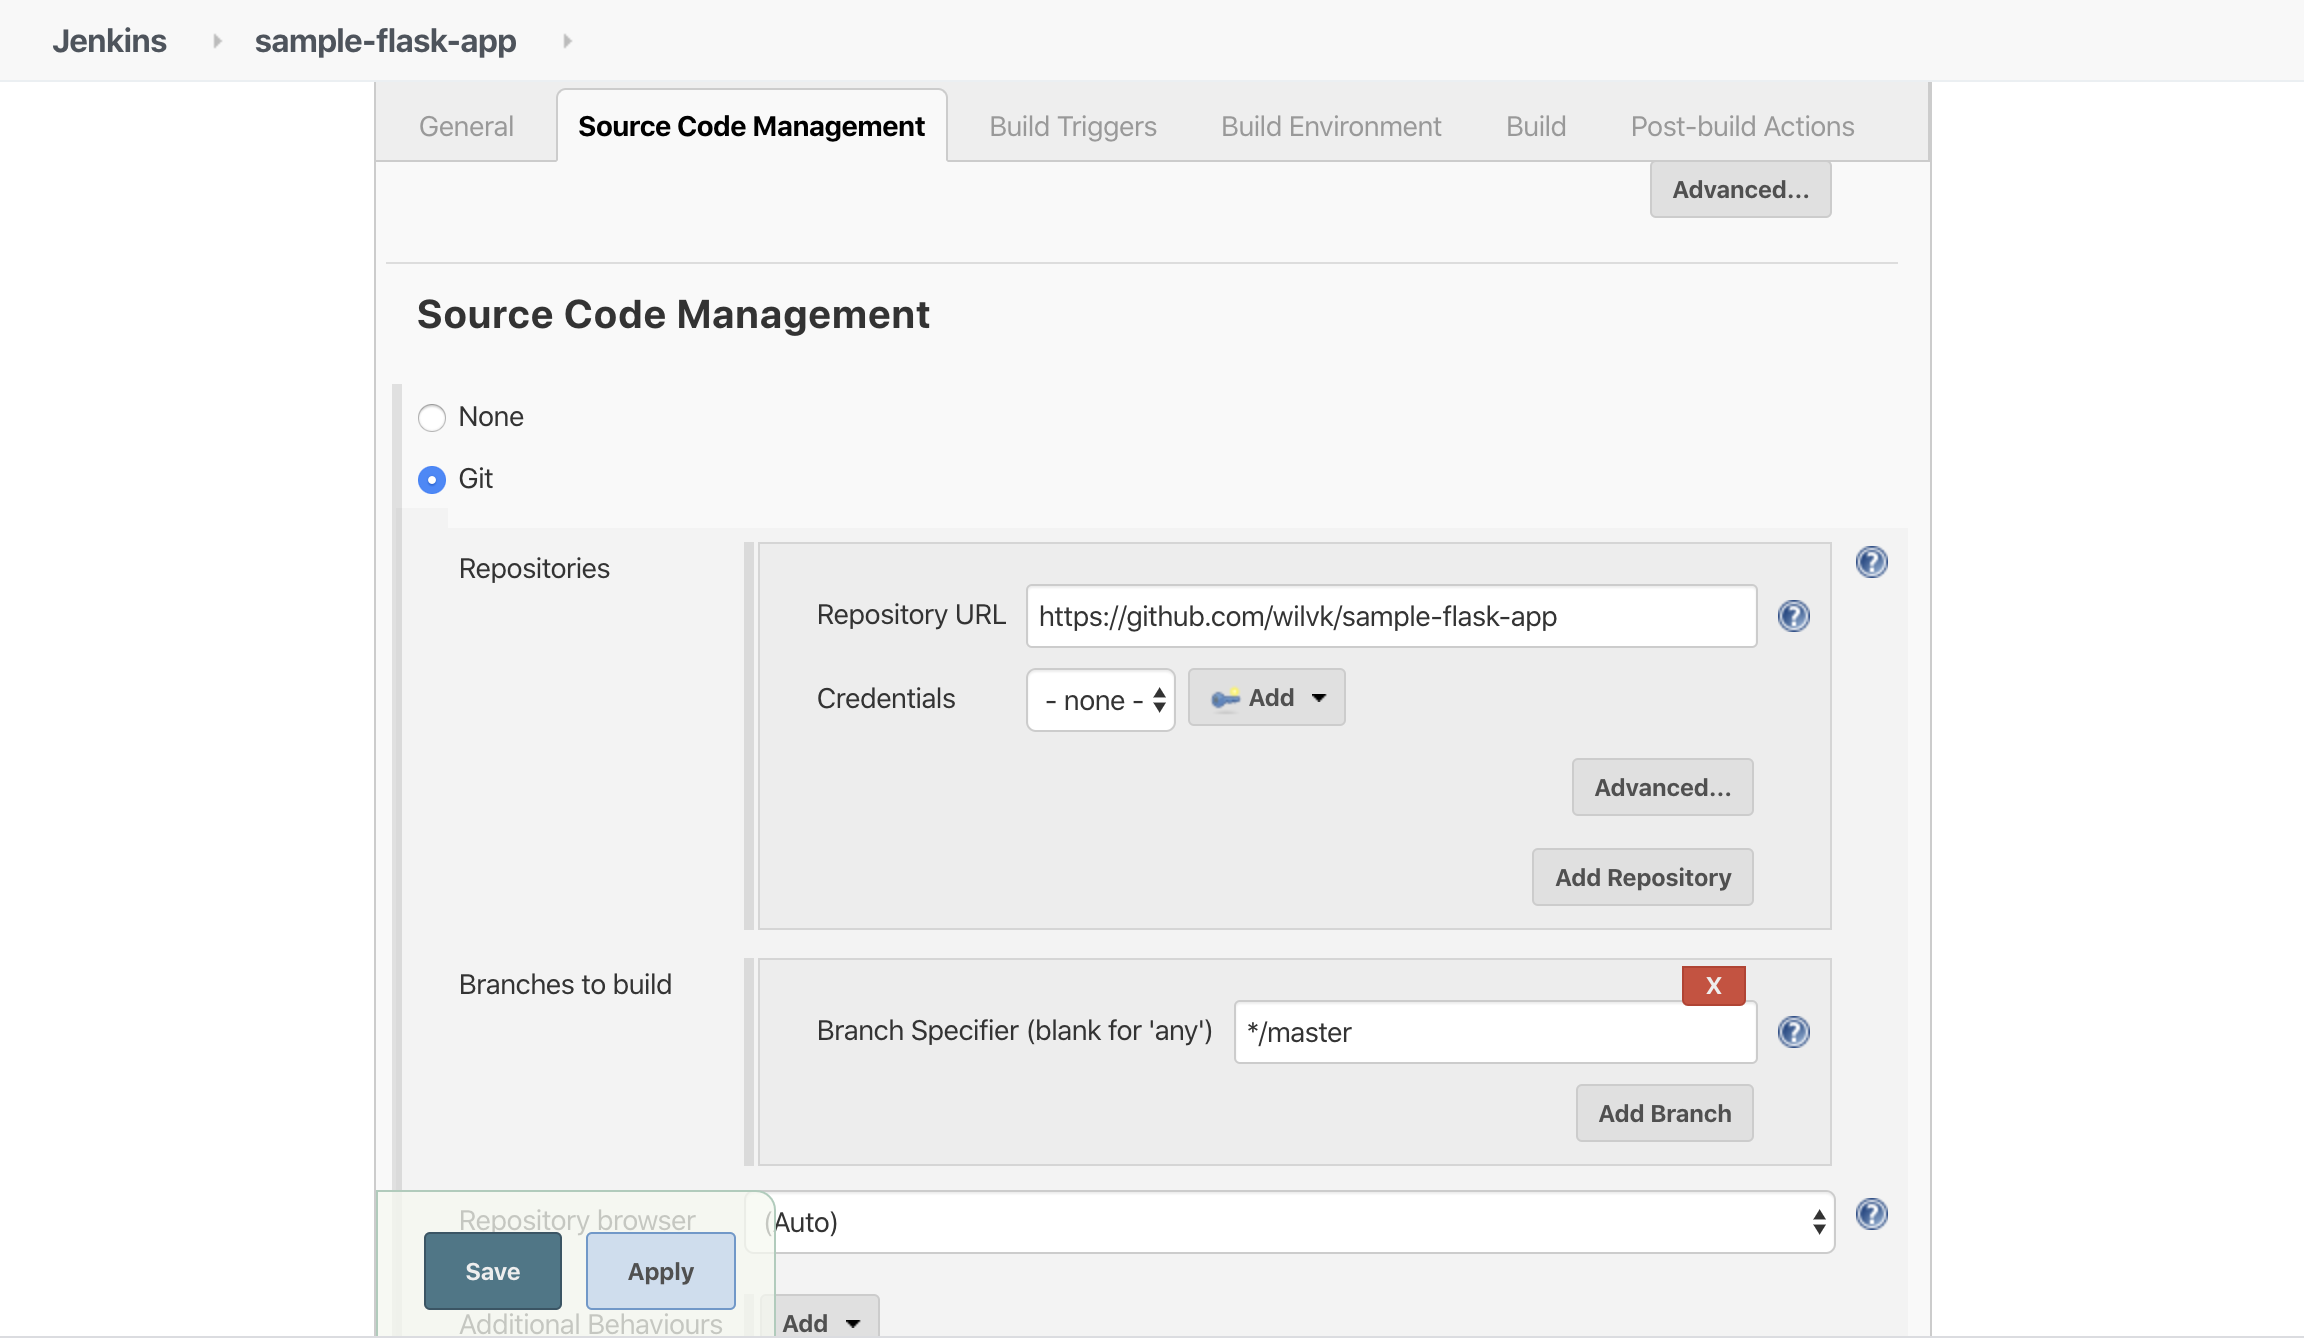 Jenkins sample-flask-app
General Source Code Management Build Triggers Build Environment Build Post-build Actions
Advanced...
Source Code Management
None
Git
Repositories
Repository URL https://github.com/wilvk/sample-flask-app
Credentials - none - Add
Advanced...
Add Repository
Branches to build
X
Branch Specifier (blank for 'any') */master
Add Branch
Repository browser (Auto)
Save Apply
Additional Behaviours Add